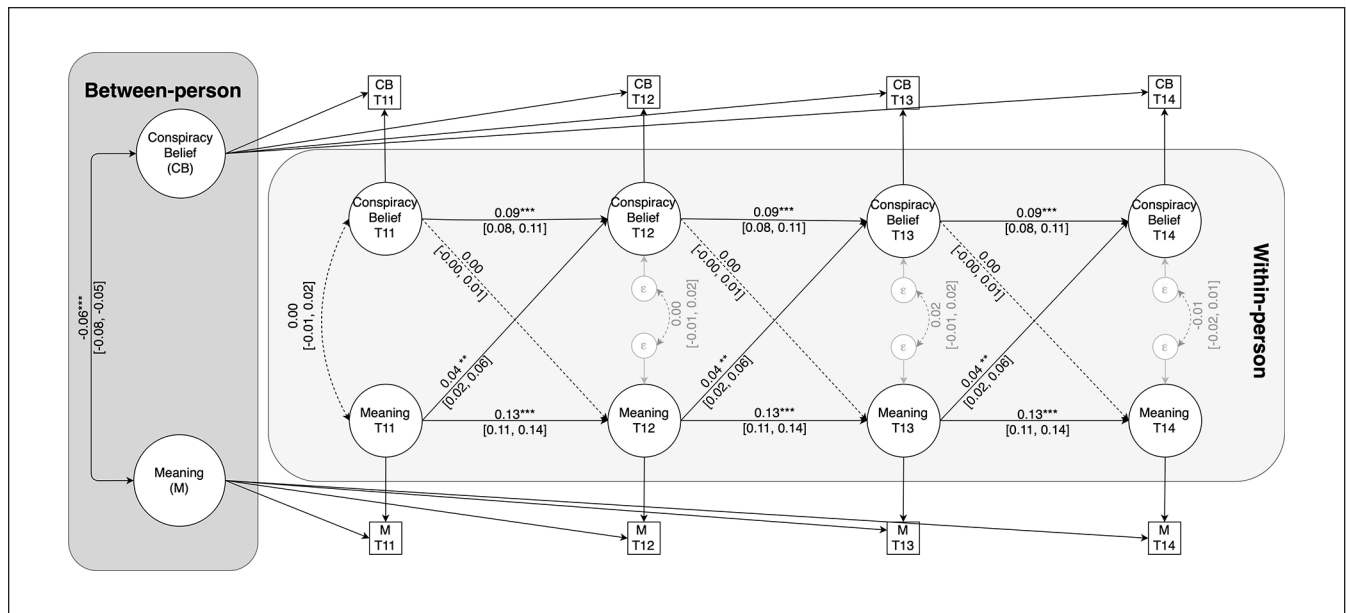 Between-person
Conspiracy
Belief
(CB)
-0.06***
[-0.08, -0.05]
Meaning
(M)
CB
T11
CB
T12
CB
T13
CB
T14
Within-person
Conspiracy
Belief
T11
0.09***
[0.08, 0.11]
Conspiracy
Belief
T12
0.09***
[0.08, 0.11]
Conspiracy
Belief
T13
0.09***
[0.08, 0.11]
Conspiracy
Belief
T14
0.00
[-0.00, 0.01]
0.00
[-0.00, 0.01]
0.00
[-0.00, 0.01]
0.00
[-0.01, 0.02]
ε
ε
0.00
[-0.01, 0.02]
ε
ε
0.02
[-0.01, 0.02]
ε
ε
-0.01
[-0.02, 0.01]
0.04 **
[0.02, 0.06]
0.04 **
[0.02, 0.06]
0.04 **
[0.02, 0.06]
Meaning
T11
0.13***
[0.11, 0.14]
Meaning
T12
0.13***
[0.11, 0.14]
Meaning
T13
0.13***
[0.11, 0.14]
Meaning
T14
M
T11
M
T12
M
T13
M
T14